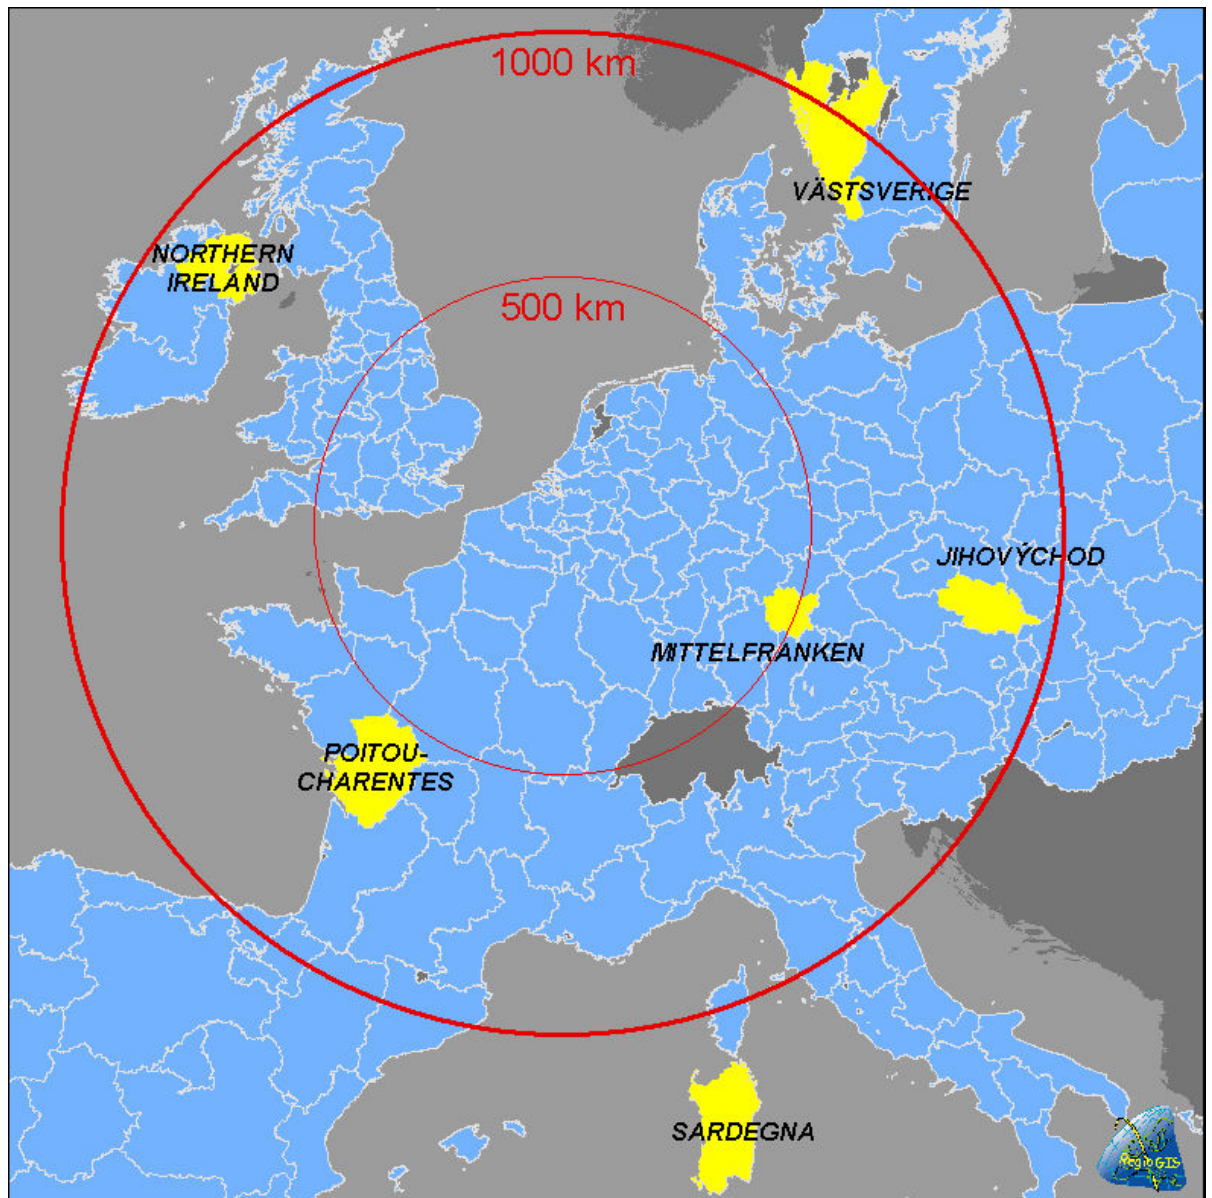 1000 km
VÄSTSVERIGE
NORTHERN
IRELAND
500 km
JIHOVÝCHOD
MITTELFRANKEN
POITOU-
CHARENTES
SARDEGNA
RegioGIS